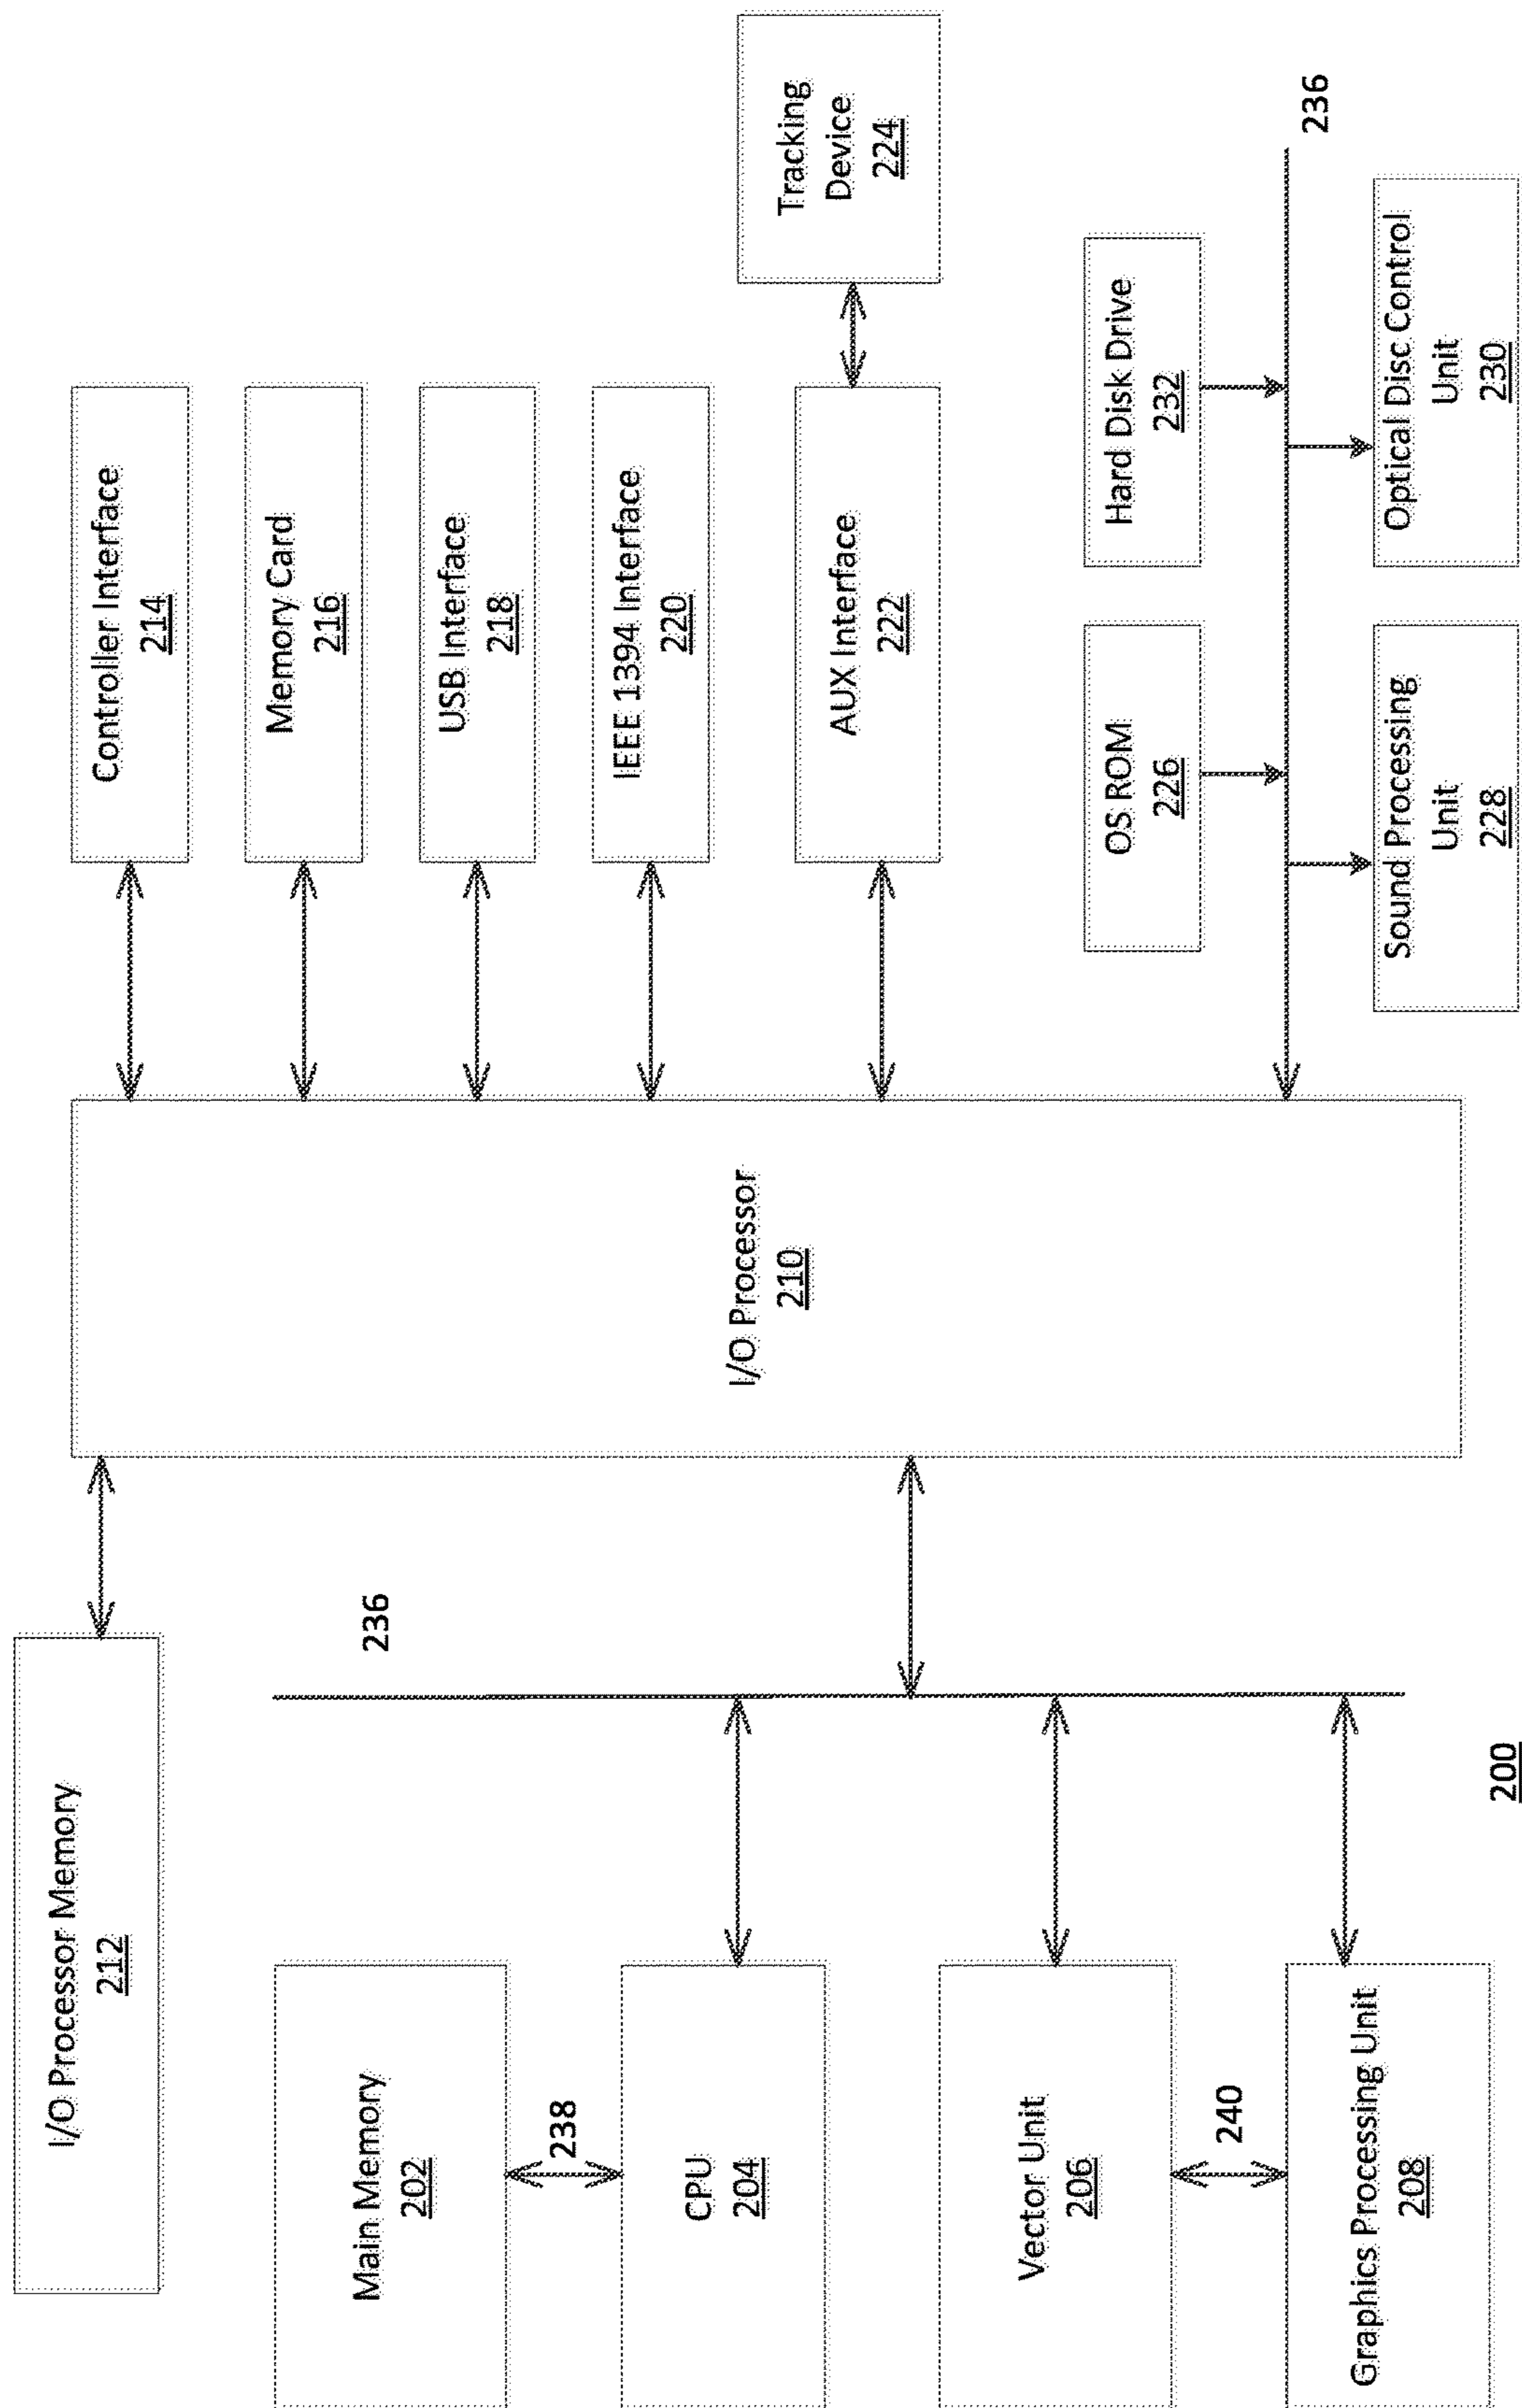 I/O Processor Memory
212
Main Memory
202
238
CPU
204
Vector Unit
206
240
Graphics Processing Unit
208
236
200
I/O Processor
210
Controller Interface
214
Memory Card
216
USB Interface
218
IEEE 1394 Interface
220
AUX Interface
222
Tracking
Device
224
OS ROM
226
Hard Disk Drive
232
236
Sound Processing
Unit
228
Optical Disc Control
Unit
230